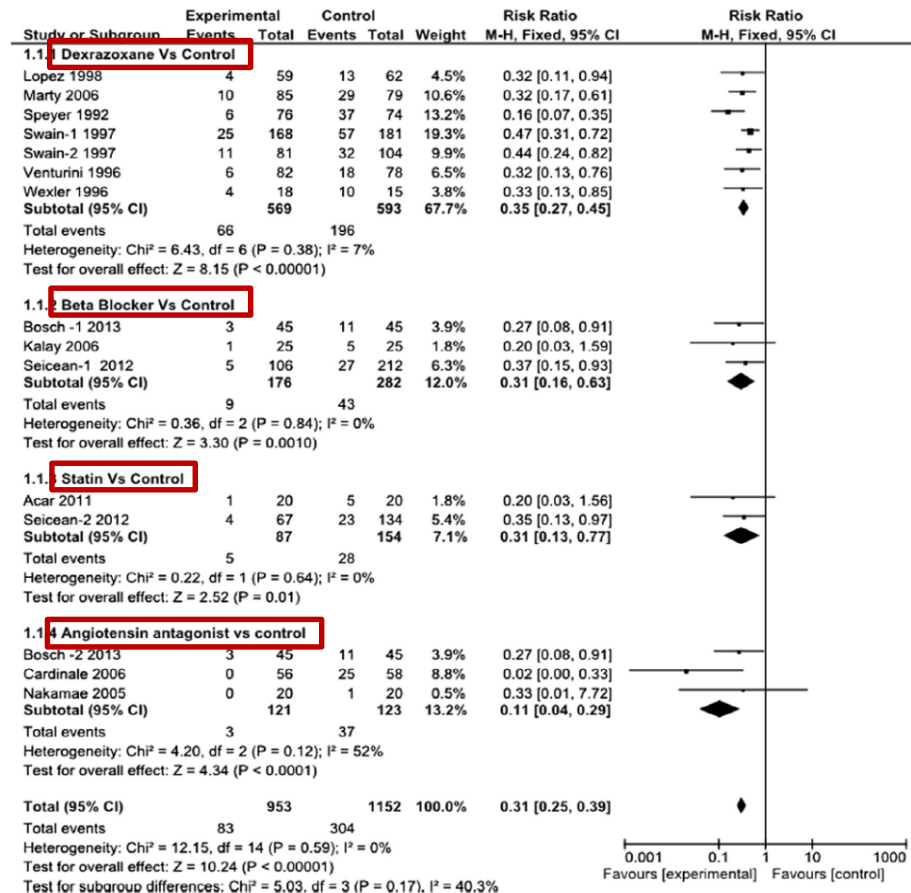 Experimental Control Risk Ratio Risk Ratio
Study or Subgroup Events Total Events Total Weight M-H, Fixed, 95% CI M-H, Fixed, 95% CI
1.1.1 Dexrazoxane Vs Control
Lopez 1998 4 59 13 62 4.5% 0.32 [0.11, 0.94]
Marty 2006 10 85 29 79 10.6% 0.32 [0.17, 0.61]
Speyer 1992 6 76 37 74 13.2% 0.16 [0.07, 0.35]
Swain-1 1997 25 168 57 181 19.3% 0.47 [0.31, 0.72]
Swain-2 1997 11 81 32 104 9.9% 0.44 [0.24, 0.82]
Venturini 1996 6 82 18 78 6.5% 0.32 [0.13, 0.76]
Wexler 1996 4 18 10 15 3.8% 0.33 [0.13, 0.85]
Subtotal (95% CI) 569 593 67.7% 0.35 [0.27, 0.45]
Total events 66 196
Heterogeneity: Chi² = 6.43, df = 6 (P = 0.38); I² = 7%
Test for overall effect: Z = 8.15 (P < 0.00001)
1.1.2 Beta Blocker Vs Control
Bosch -1 2013 3 45 11 45 3.9% 0.27 [0.08, 0.91]
Kalay 2006 1 25 5 25 1.8% 0.20 [0.03, 1.59]
Seicean-1 2012 5 106 27 212 6.3% 0.37 [0.15, 0.93]
Subtotal (95% CI) 176 282 12.0% 0.31 [0.16, 0.63]
Total events 9 43
Heterogeneity: Chi² = 0.36, df = 2 (P = 0.84); I² = 0%
Test for overall effect: Z = 3.30 (P = 0.0010)
1.1.3 Statin Vs Control
Acar 2011 1 20 5 20 1.8% 0.20 [0.03, 1.56]
Seicean-2 2012 4 67 23 134 5.4% 0.35 [0.13, 0.97]
Subtotal (95% CI) 87 154 7.1% 0.31 [0.13, 0.77]
Total events 5 28
Heterogeneity: Chi² = 0.22, df = 1 (P = 0.64); I² = 0%
Test for overall effect: Z = 2.52 (P = 0.01)
1.1.4 Angiotensin antagonist vs control
Bosch -2 2013 3 45 11 45 3.9% 0.27 [0.08, 0.91]
Cardinale 2006 0 56 25 58 8.8% 0.02 [0.00, 0.33]
Nakamae 2005 0 20 1 20 0.5% 0.33 [0.01, 7.72]
Subtotal (95% CI) 121 123 13.2% 0.11 [0.04, 0.29]
Total events 3 37
Heterogeneity: Chi² = 4.20, df = 2 (P = 0.12); I² = 52%
Test for overall effect: Z = 4.34 (P < 0.0001)
Total (95% CI) 953 1152 100.0% 0.31 [0.25, 0.39]
Total events 83 304
Heterogeneity: Chi² = 12.15, df = 14 (P = 0.59); I² = 0%
Test for overall effect: Z = 10.24 (P < 0.00001)
Test for subgroup differences: Chi² = 5.03, df = 3 (P = 0.17), I² = 40.3%
0.001 0.1 1 10 1000
Favours [experimental] Favours [control]